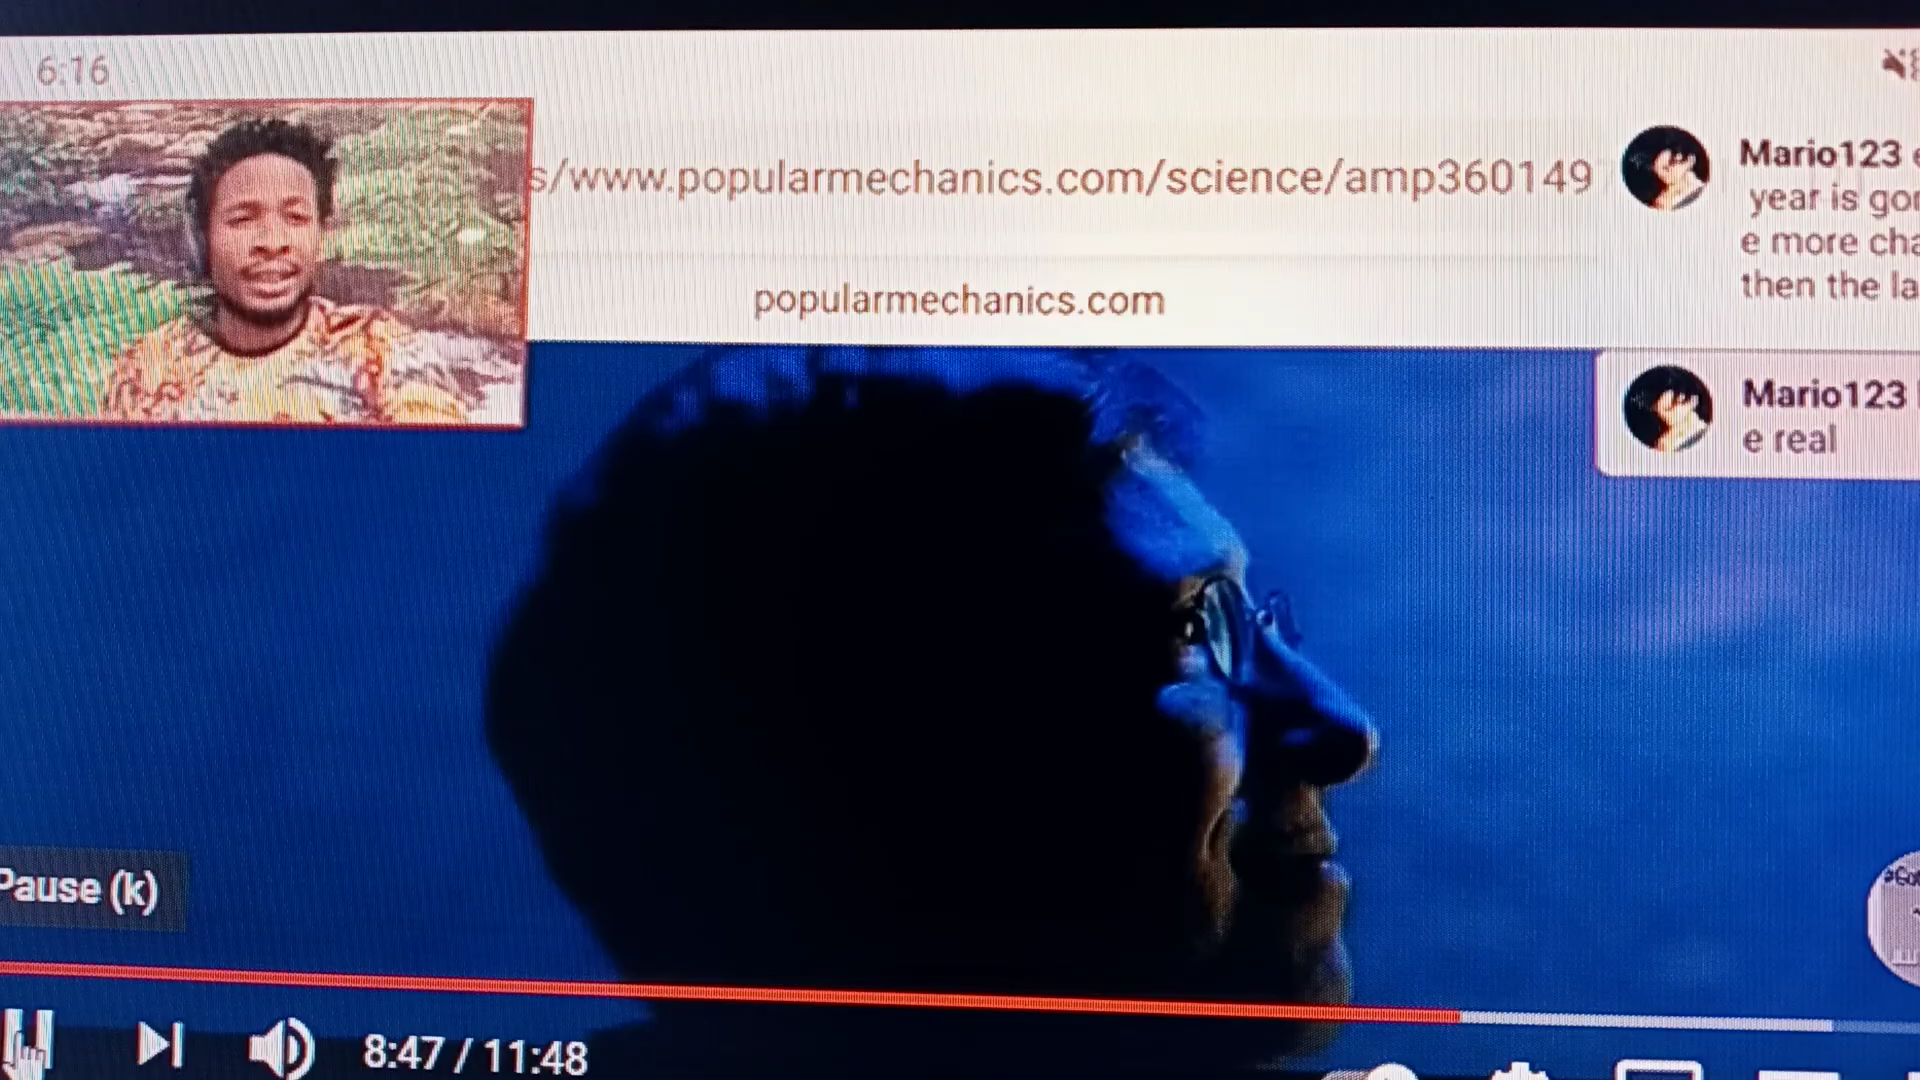 6:16
s/www.popularmechanics.com/science/amp360149
popularmechanics.com
Mario123
year is
e more
then the
Mario123
e real
Pause (k)
8:47 / 11:48